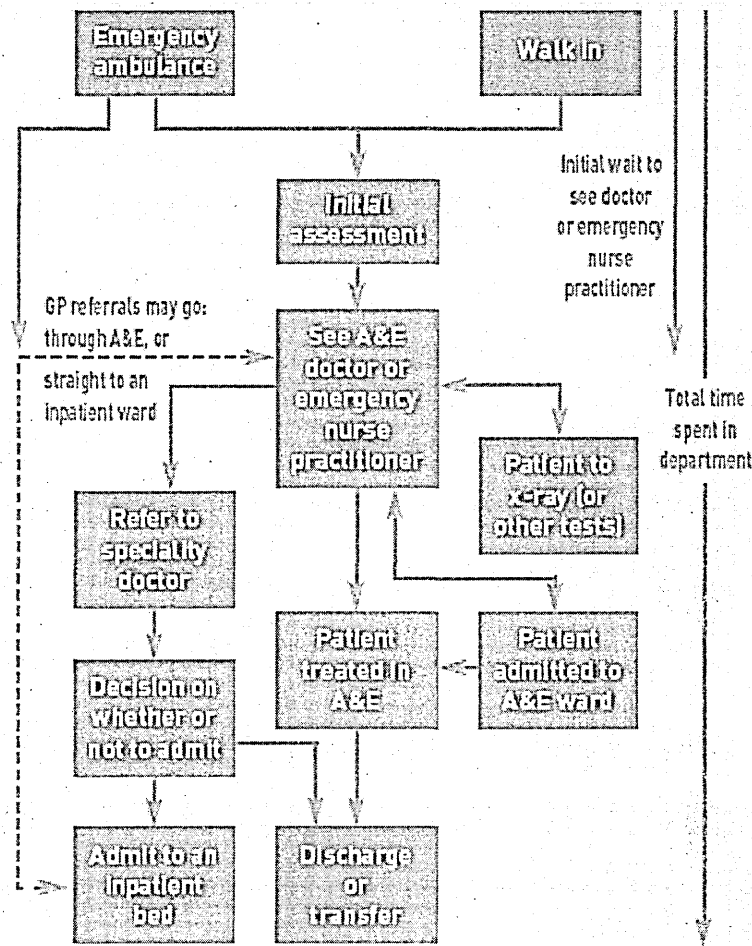 Emergency
ambulance
Walk in
Initial
assessment
Initial wait to
see doctor
or emergency
nurse
practitioner
GP referrals may go:
through A&E, or
straight to an
inpatient ward
See A&E
doctor or
emergency
nurse
practitioner
Total time
spent in
department
Patient to
x-ray (or
other tests)
Refer to
speciality
doctor
Patient
treated in
A&E
Patient
admitted to
A&E ward
Decision on
whether or
not to admit
Admit to an
inpatient
bed
Discharge
or
transfer